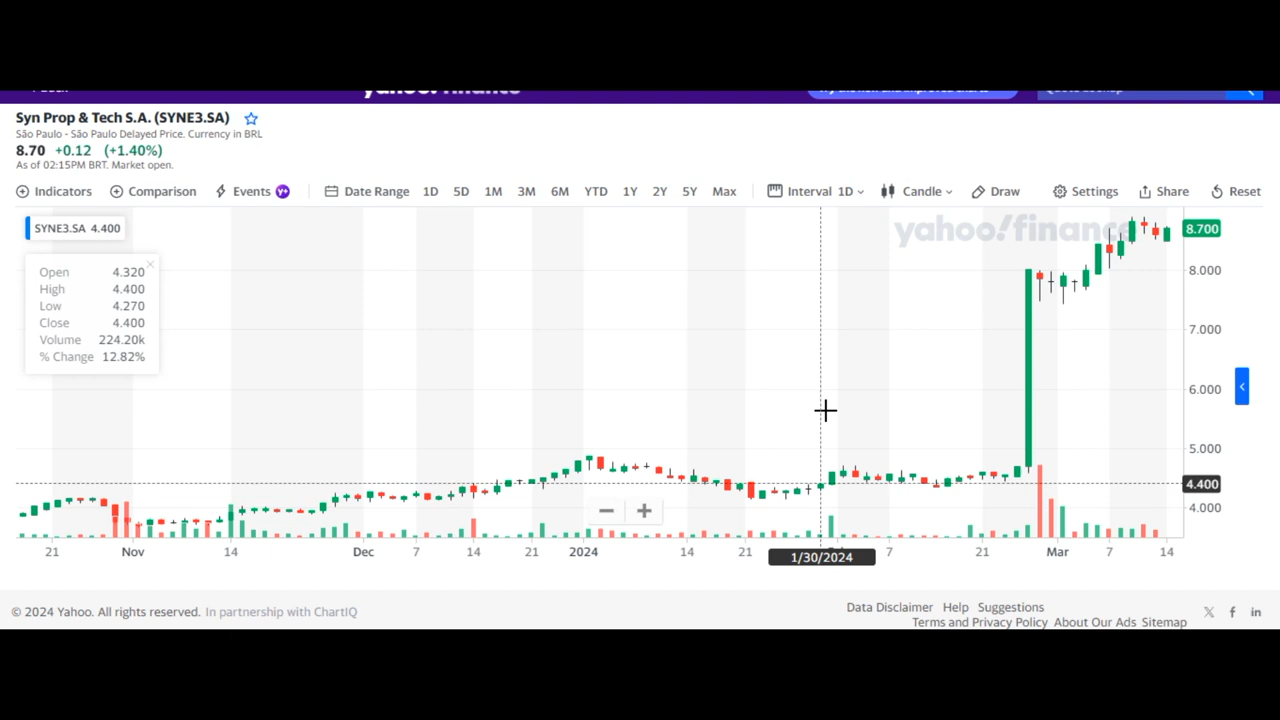 yahoo! finance
Syn Prop & Tech S.A. (SYNE3.SA)
São Paulo - São Paulo Delayed Price. Currency in BRL
8.70 +0.12 (+1.40%)
As of 02:15PM BRT. Market open.
Indicators Comparison Events Y+ Date Range 1D 5D 1M 3M 6M YTD 1Y 2Y 5Y Max Interval 1D Candle Draw Settings Share Reset
SYNE3.SA 4.400
yahoo!finance
8.700
Open 4.320
High 4.400
Low 4.270
Close 4.400
Volume 224.20k
% Change 12.82%
8.000
7.000
6.000
5.000
4.400
4.000
21 Nov 14 Dec 7 14 21 2024 14 21 1/30/2024 7 21 Mar 7 14
© 2024 Yahoo. All rights reserved. In partnership with ChartIQ
Data Disclaimer Help Suggestions
Terms and Privacy Policy About Our Ads Sitemap